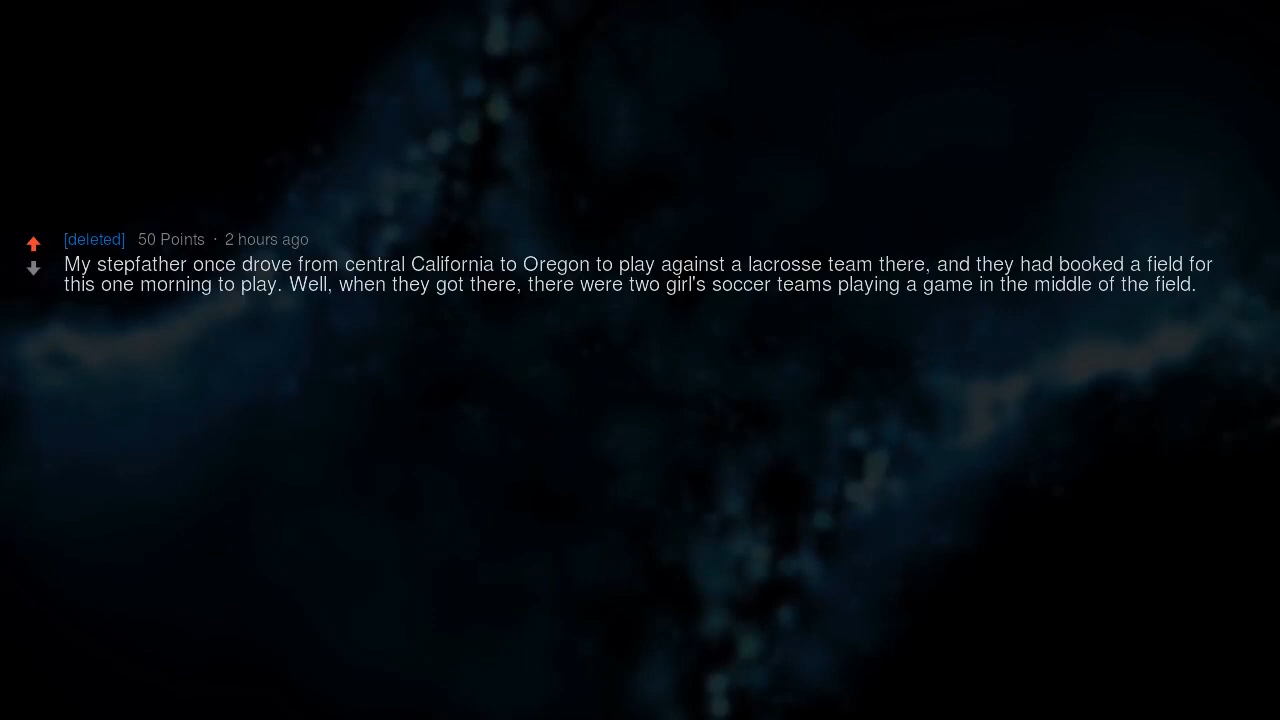 [deleted] 50 Points · 2 hours ago
My stepfather once drove from central California to Oregon to play against a lacrosse team there, and they had booked a field for
this one morning to play. Well, when they got there, there were two girl's soccer teams playing a game in the middle of the field.